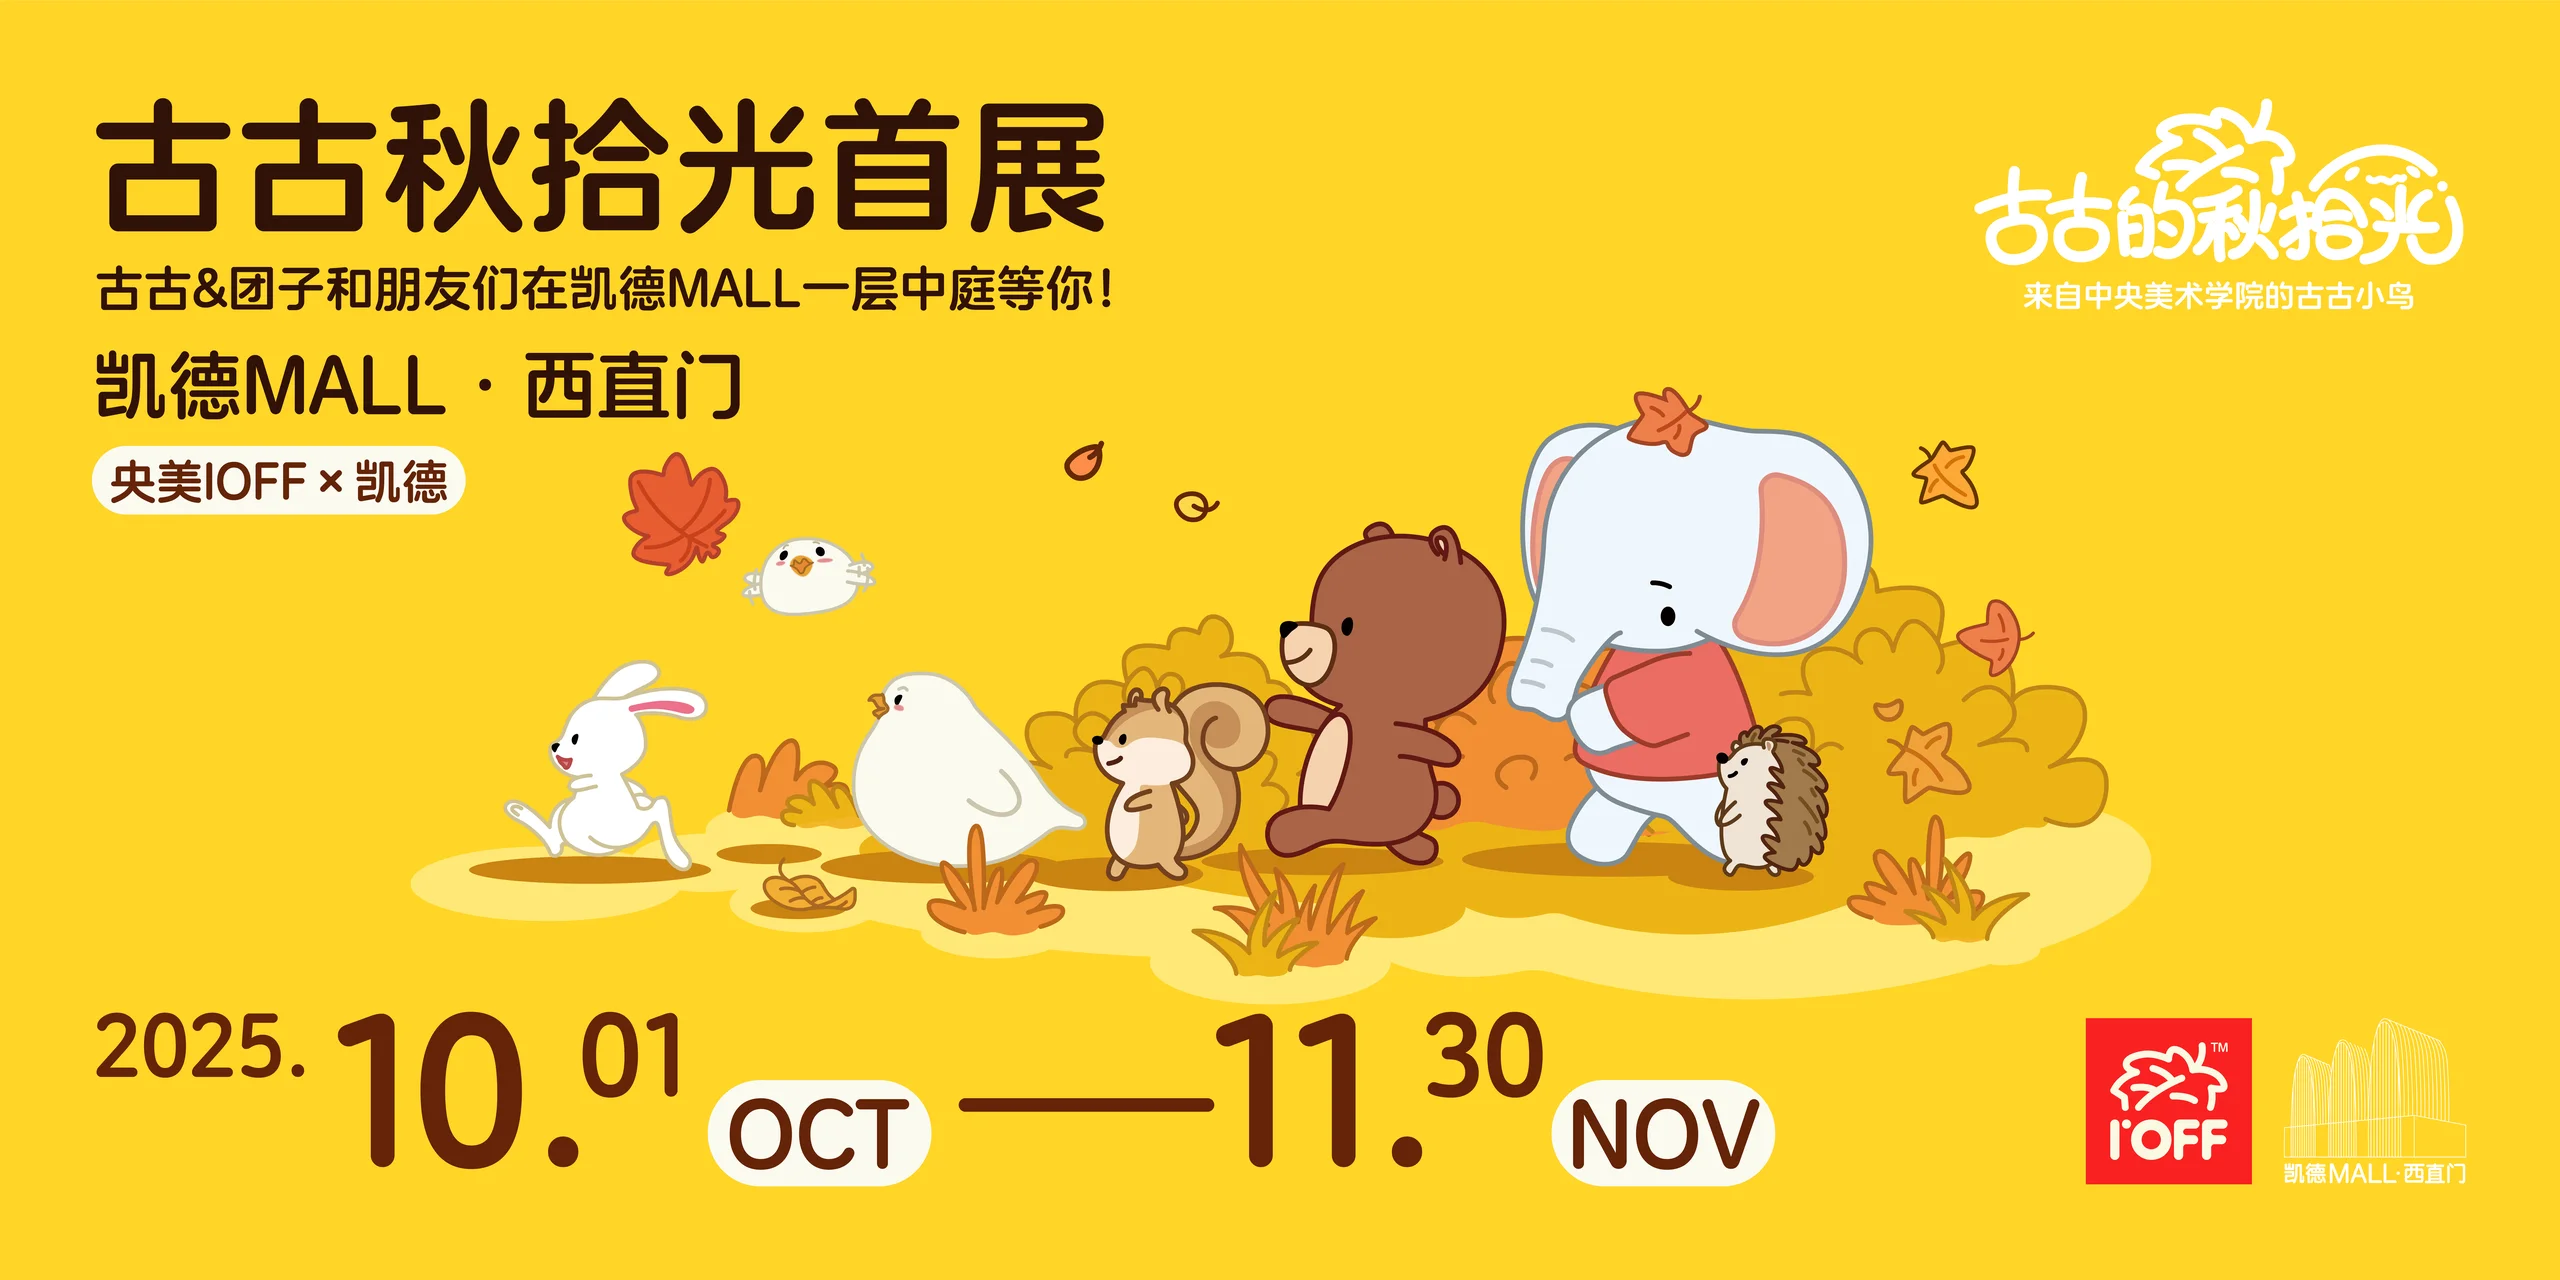 古古秋拾光首展
古古&团子和朋友们在凯德MALL一层中庭等你!
凯德MALL · 西直门
央美IOFF × 凯德
古古的秋拾光
来自中央美术学院的古古小鸟
2025. 10. 01 OCT — 11. 30 NOV
TM
I'OFF
凯德MALL·西直门